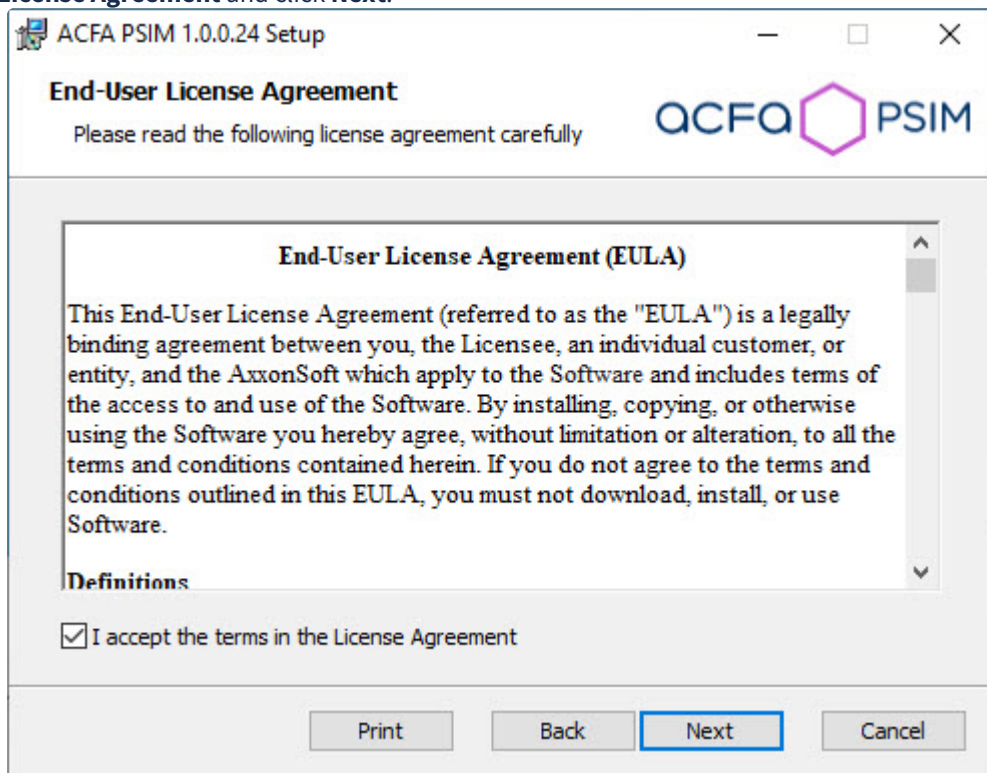 License Agreement and click Next.
ACFA PSIM 1.0.0.24 Setup
End-User License Agreement
Please read the following license agreement carefully
acfa PSIM
End-User License Agreement (EULA)
This End-User License Agreement (referred to as the "EULA") is a legally
binding agreement between you, the Licensee, an individual customer, or
entity, and the AxxonSoft which apply to the Software and includes terms of
the access to and use of the Software. By installing, copying, or otherwise
using the Software you hereby agree, without limitation or alteration, to all the
terms and conditions contained herein. If you do not agree to the terms and
conditions outlined in this EULA, you must not download, install, or use
Software.
Definitions
I accept the terms in the License Agreement
Print Back Next Cancel